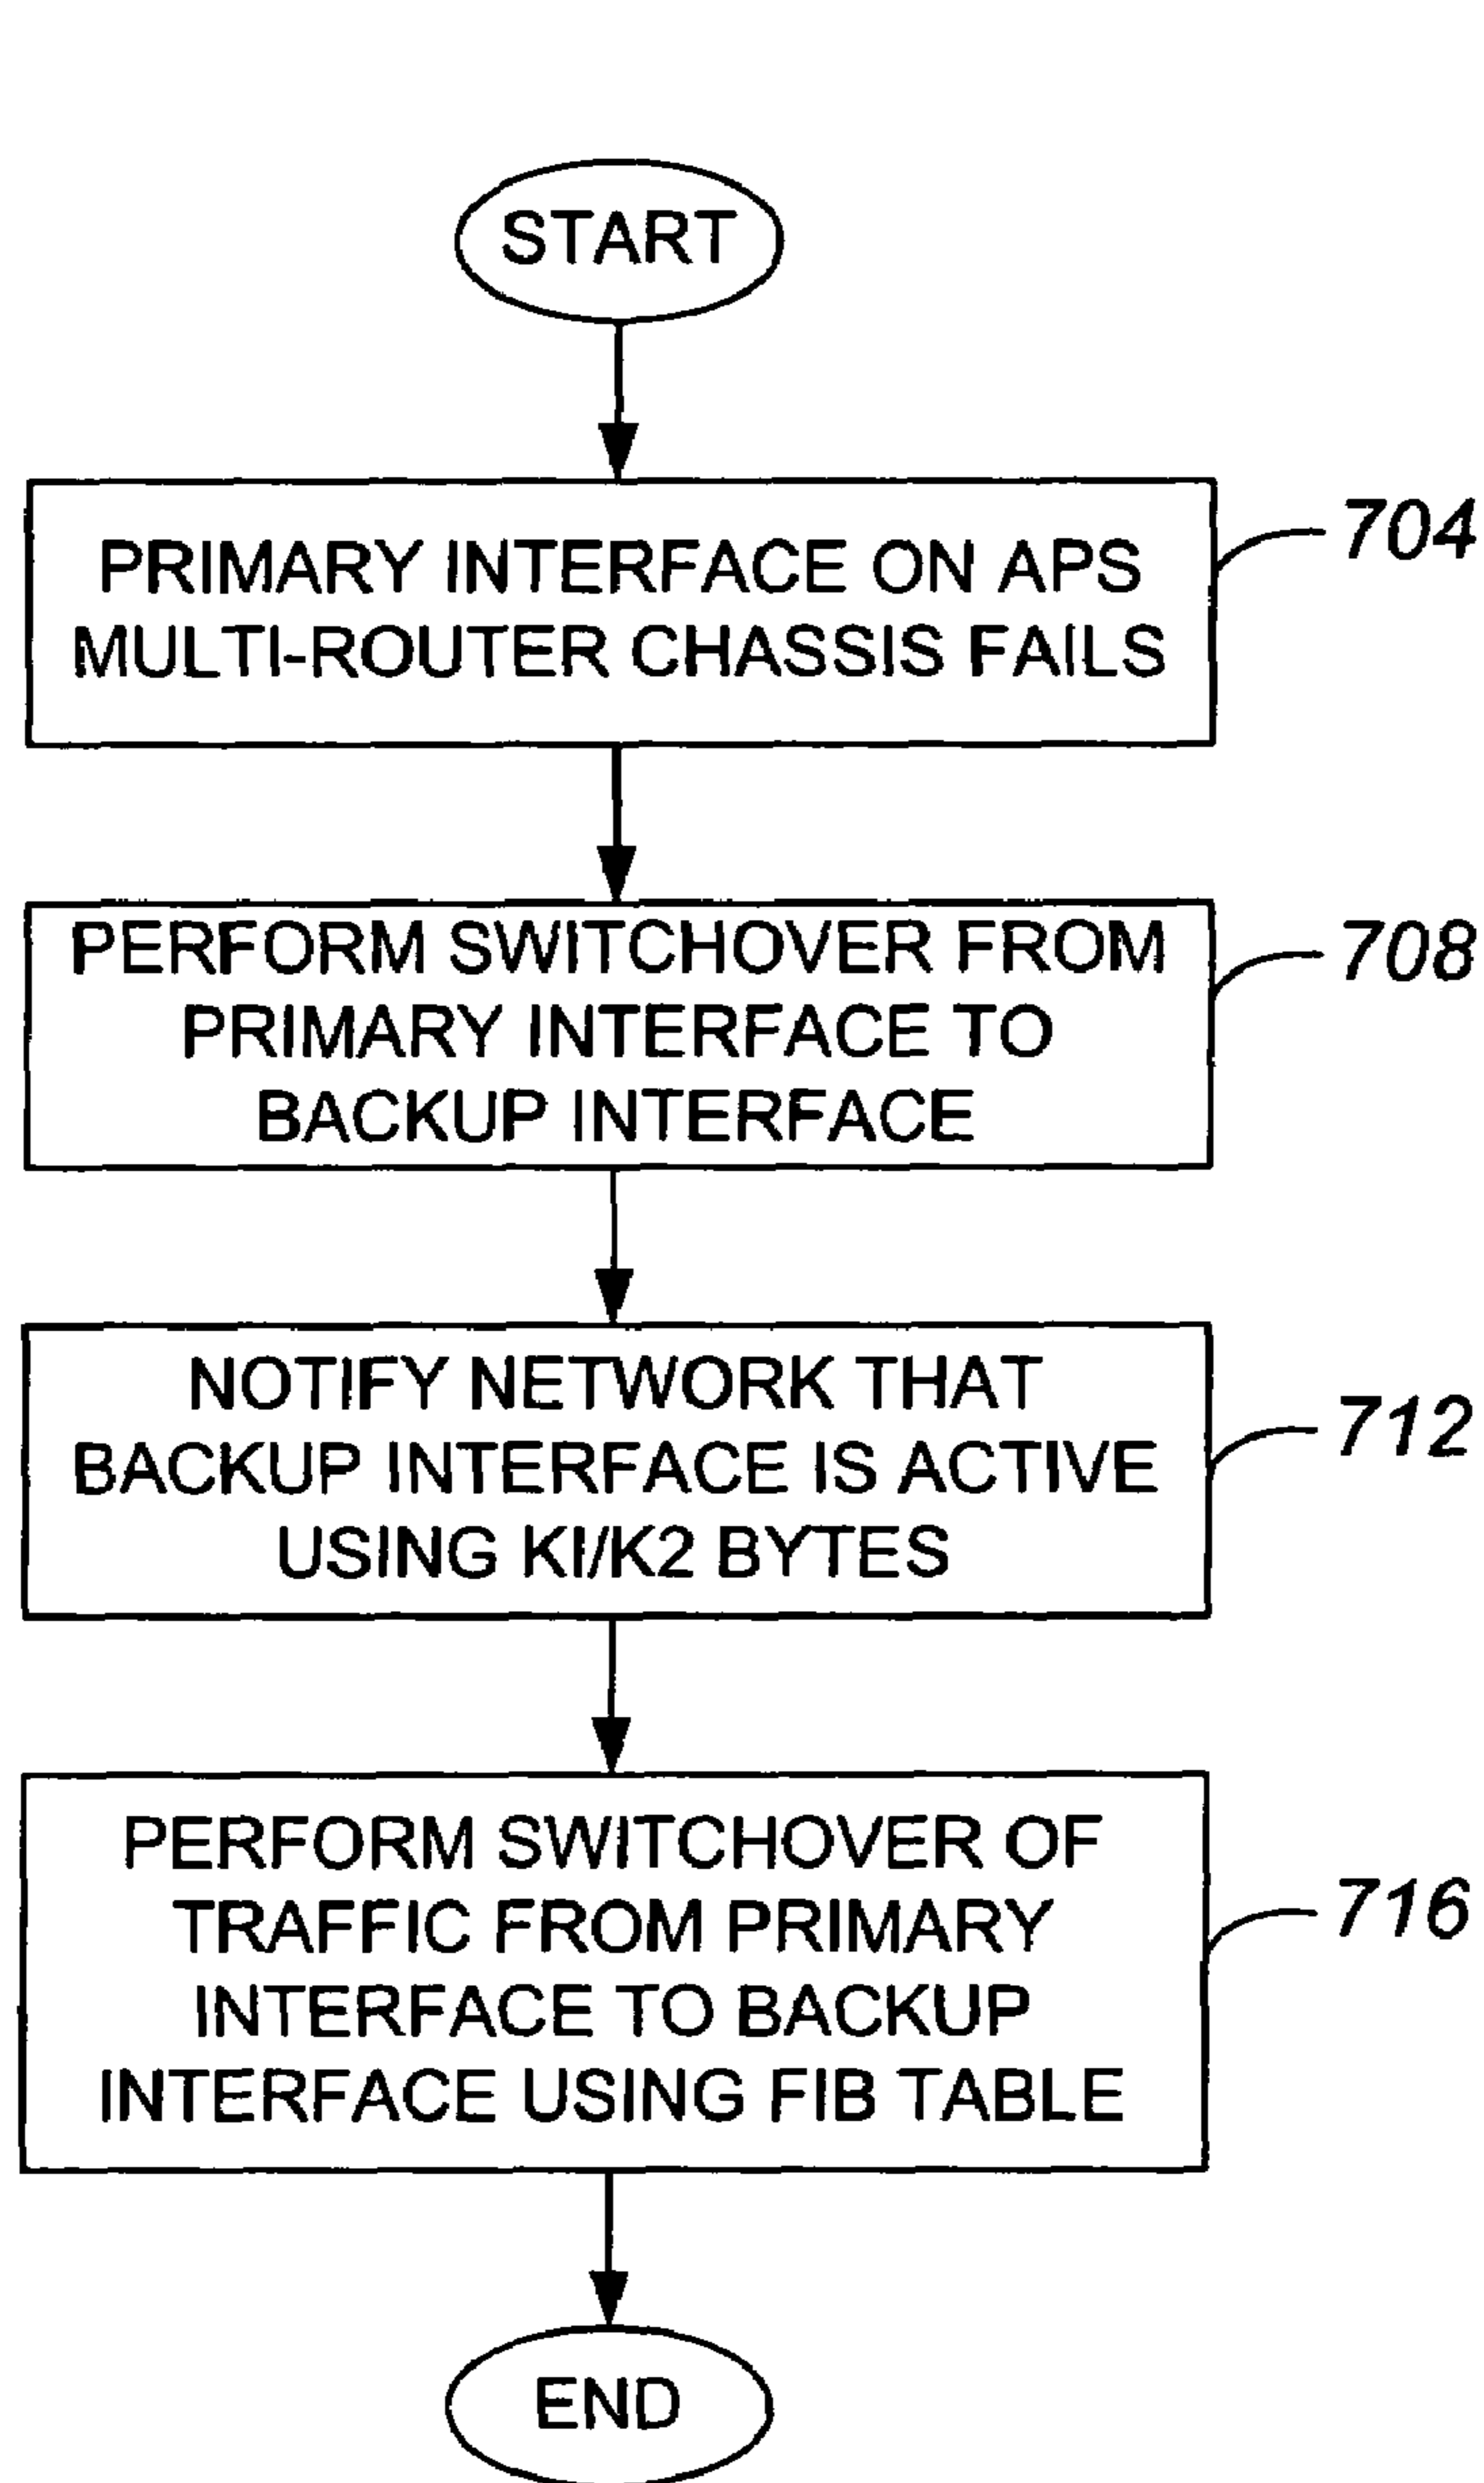 START
PRIMARY INTERFACE ON APS
MULTI-ROUTER CHASSIS FAILS
704
PERFORM SWITCHOVER FROM
PRIMARY INTERFACE TO
BACKUP INTERFACE
708
NOTIFY NETWORK THAT
BACKUP INTERFACE IS ACTIVE
USING KI/K2 BYTES
712
PERFORM SWITCHOVER OF
TRAFFIC FROM PRIMARY
INTERFACE TO BACKUP
INTERFACE USING FIB TABLE
716
END